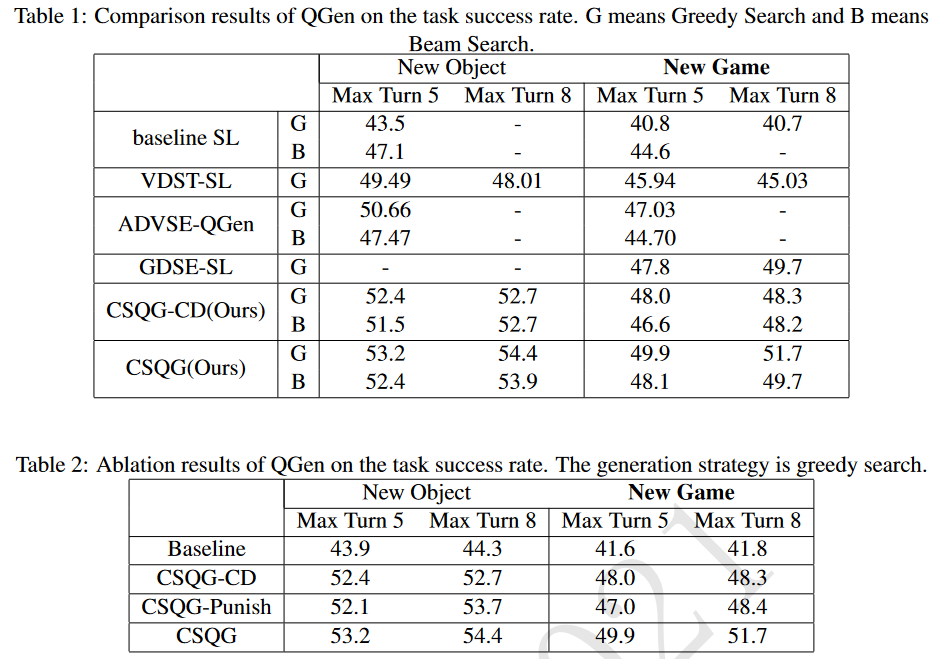 Table 1: Comparison results of QGen on the task success rate. G means Greedy Search and B means
Beam Search.
New Object New Game
Max Turn 5 Max Turn 8 Max Turn 5 Max Turn 8
baseline SL G 43.5 - 40.8 40.7
B 47.1 - 44.6 -
VDST-SL G 49.49 48.01 45.94 45.03
ADVSE-QGen G 50.66 - 47.03 -
B 47.47 - 44.70 -
GDSE-SL G - - 47.8 49.7
CSQG-CD(Ours) G 52.4 52.7 48.0 48.3
B 51.5 52.7 46.6 48.2
CSQG(Ours) G 53.2 54.4 49.9 51.7
B 52.4 53.9 48.1 49.7
Table 2: Ablation results of QGen on the task success rate. The generation strategy is greedy search.
New Object New Game
Max Turn 5 Max Turn 8 Max Turn 5 Max Turn 8
Baseline 43.9 44.3 41.6 41.8
CSQG-CD 52.4 52.7 48.0 48.3
CSQG-Punish 52.1 53.7 47.0 48.4
CSQG 53.2 54.4 49.9 51.7